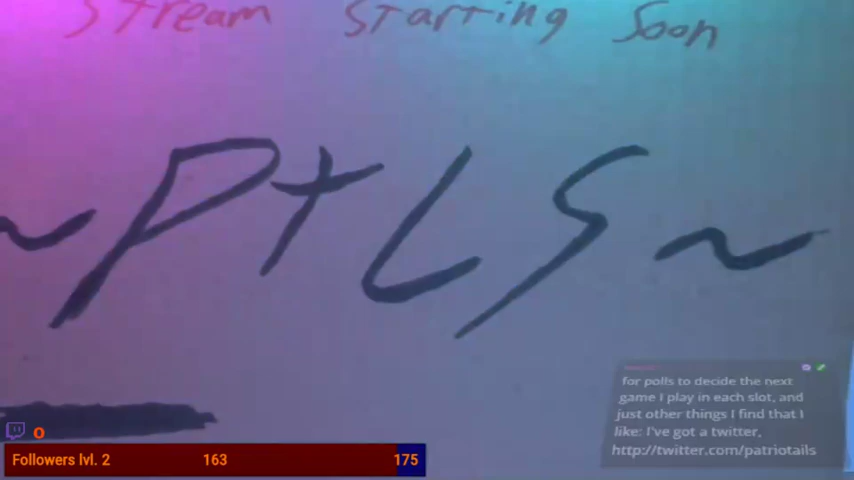 Stream Starting Soon
~PtLS~
for polls to decide the next
game I play in each slot, and
just other things I find that I
like: I've got a twitter,
http://twitter.com/patriotails
0
Followers lvl. 2 163 175